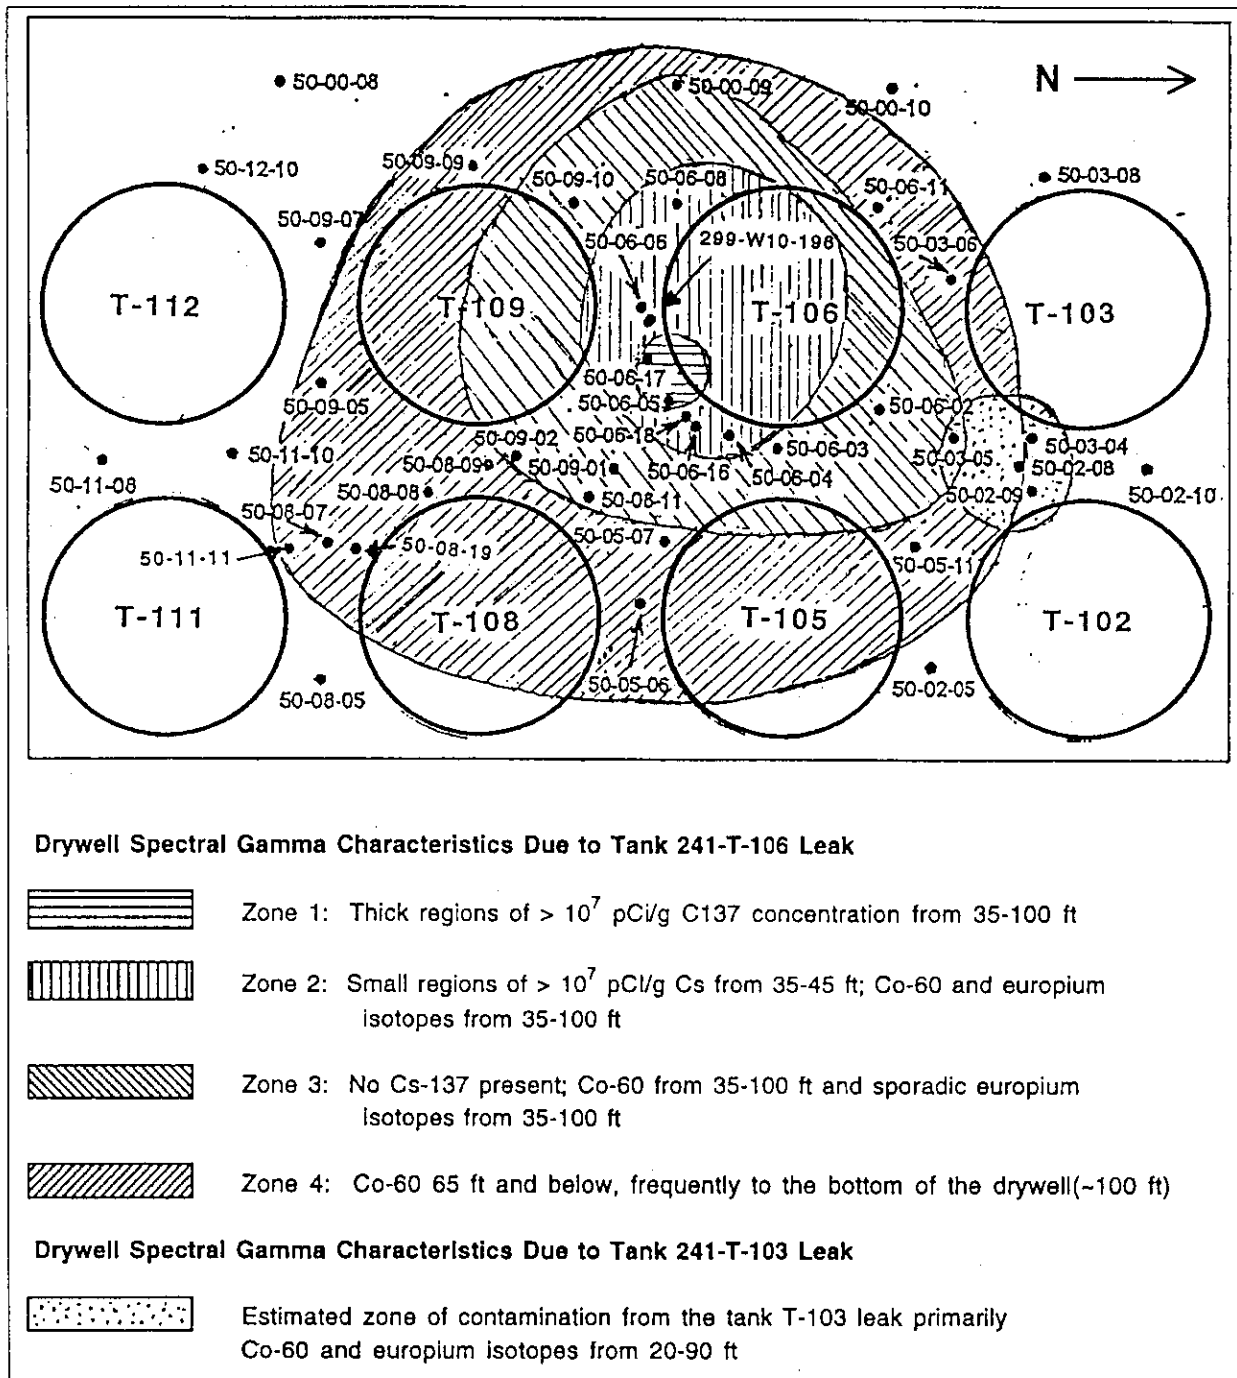 50-00-08
50-00-09
50-00-10
N
50-12-10
50-09-09
50-09-10
50-06-08
50-06-11
50-03-08
50-09-07
50-06-06
299-W10-196
50-03-06
T-112
T-109
T-106
T-103
50-06-17
50-09-05
50-06-05
50-06-02
50-09-02
50-06-18
50-06-03
50-03-04
50-11-10
50-08-09
50-09-01
50-06-16
50-06-04
50-03-05
50-02-08
50-11-08
50-08-08
50-08-11
50-02-09
50-02-10
50-08-07
50-05-07
50-11-11
50-08-19
50-05-11
T-111
T-108
T-105
T-102
50-08-05
50-05-06
50-02-05
Drywell Spectral Gamma Characteristics Due to Tank 241-T-106 Leak
Zone 1: Thick regions of > 10⁷ pCi/g C137 concentration from 35-100 ft
Zone 2: Small regions of > 10⁷ pCi/g Cs from 35-45 ft; Co-60 and europium
isotopes from 35-100 ft
Zone 3: No Cs-137 present; Co-60 from 35-100 ft and sporadic europium
isotopes from 35-100 ft
Zone 4: Co-60 65 ft and below, frequently to the bottom of the drywell(~100 ft)
Drywell Spectral Gamma Characteristics Due to Tank 241-T-103 Leak
Estimated zone of contamination from the tank T-103 leak primarily
Co-60 and europium isotopes from 20-90 ft